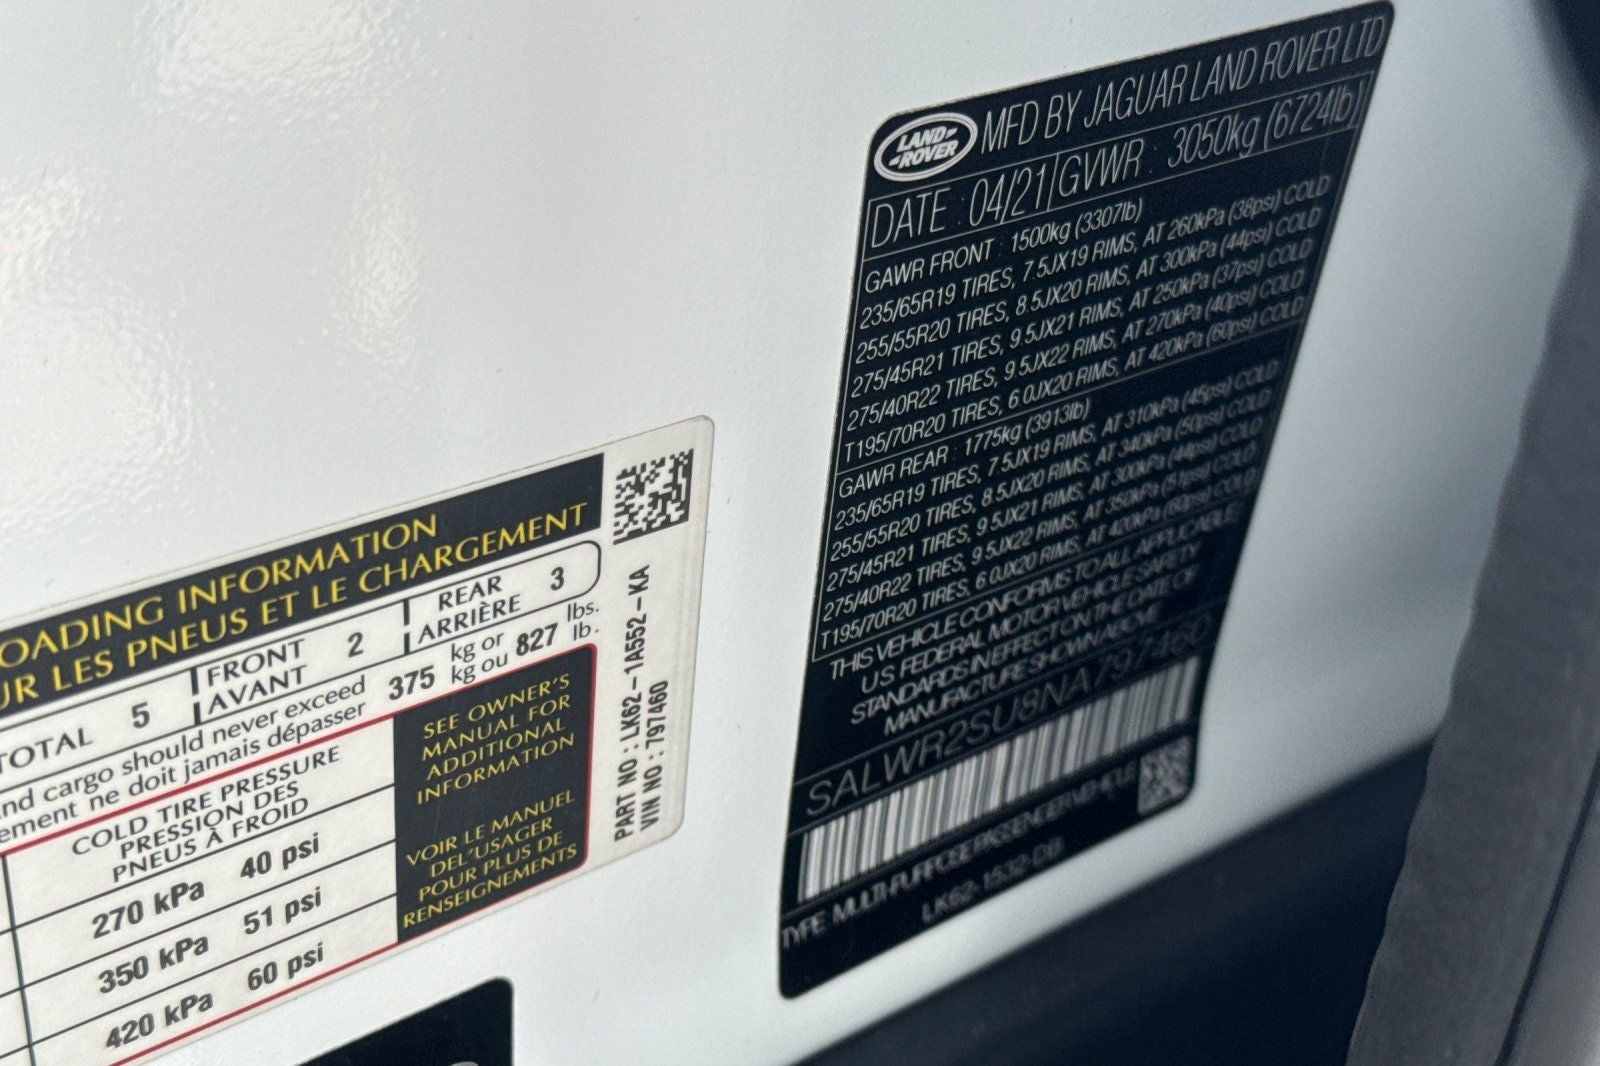 OADING INFORMATION
UR LES PNEUS ET LE CHARGEMENT
TOTAL 5
FRONT
AVANT
2
REAR
ARRIÈRE
3
nd cargo should never exceed
ement ne doit jamais dépasser
375
kg or
kg ou
827
lbs.
lb.
COLD TIRE PRESSURE
PRESSION DES
PNEUS À FROID
270 kPa 40 psi
350 kPa 51 psi
420 kPa 60 psi
SEE OWNER'S
MANUAL FOR
ADDITIONAL
INFORMATION
VOIR LE MANUEL
DEL'USAGER
POUR PLUS DE
RENSEIGNEMENTS
PART NO : LK62-1A552-KA
VIN NO : 797460
LAND-
-ROVER
MFD BY JAGUAR LAND ROVER LTD
DATE : 04/21 GVWR : 3050kg (6724lb)
GAWR FRONT : 1500kg (3307lb)
235/65R19 TIRES, 7.5JX19 RIMS, AT 260kPa (38psi) COLD
255/55R20 TIRES, 8.5JX20 RIMS, AT 300kPa (44psi) COLD
275/45R21 TIRES, 9.5JX21 RIMS, AT 250kPa (37psi) COLD
275/40R22 TIRES, 9.5JX22 RIMS, AT 270kPa (40psi) COLD
T195/70R20 TIRES, 6.0JX20 RIMS, AT 420kPa (60psi) COLD
GAWR REAR : 1775kg (3913lb)
235/65R19 TIRES, 7.5JX19 RIMS, AT 310kPa (45psi) COLD
255/55R20 TIRES, 8.5JX20 RIMS, AT 340kPa (50psi) COLD
275/45R21 TIRES, 9.5JX21 RIMS, AT 300kPa (44psi) COLD
275/40R22 TIRES, 9.5JX22 RIMS, AT 350kPa (51psi) COLD
T195/70R20 TIRES, 6.0JX20 RIMS, AT 420kPa (60psi) COLD
THIS VEHICLE CONFORMS TO ALL APPLICABLE
U.S FEDERAL MOTOR VEHICLE SAFETY
STANDARDS IN EFFECT ON THE DATE OF
MANUFACTURE SHOWN ABOVE
SALWR2SU8NA797460
TYPE MULTI-PURPOSE PASSENGER VEHICLE
LK62-1532-DB